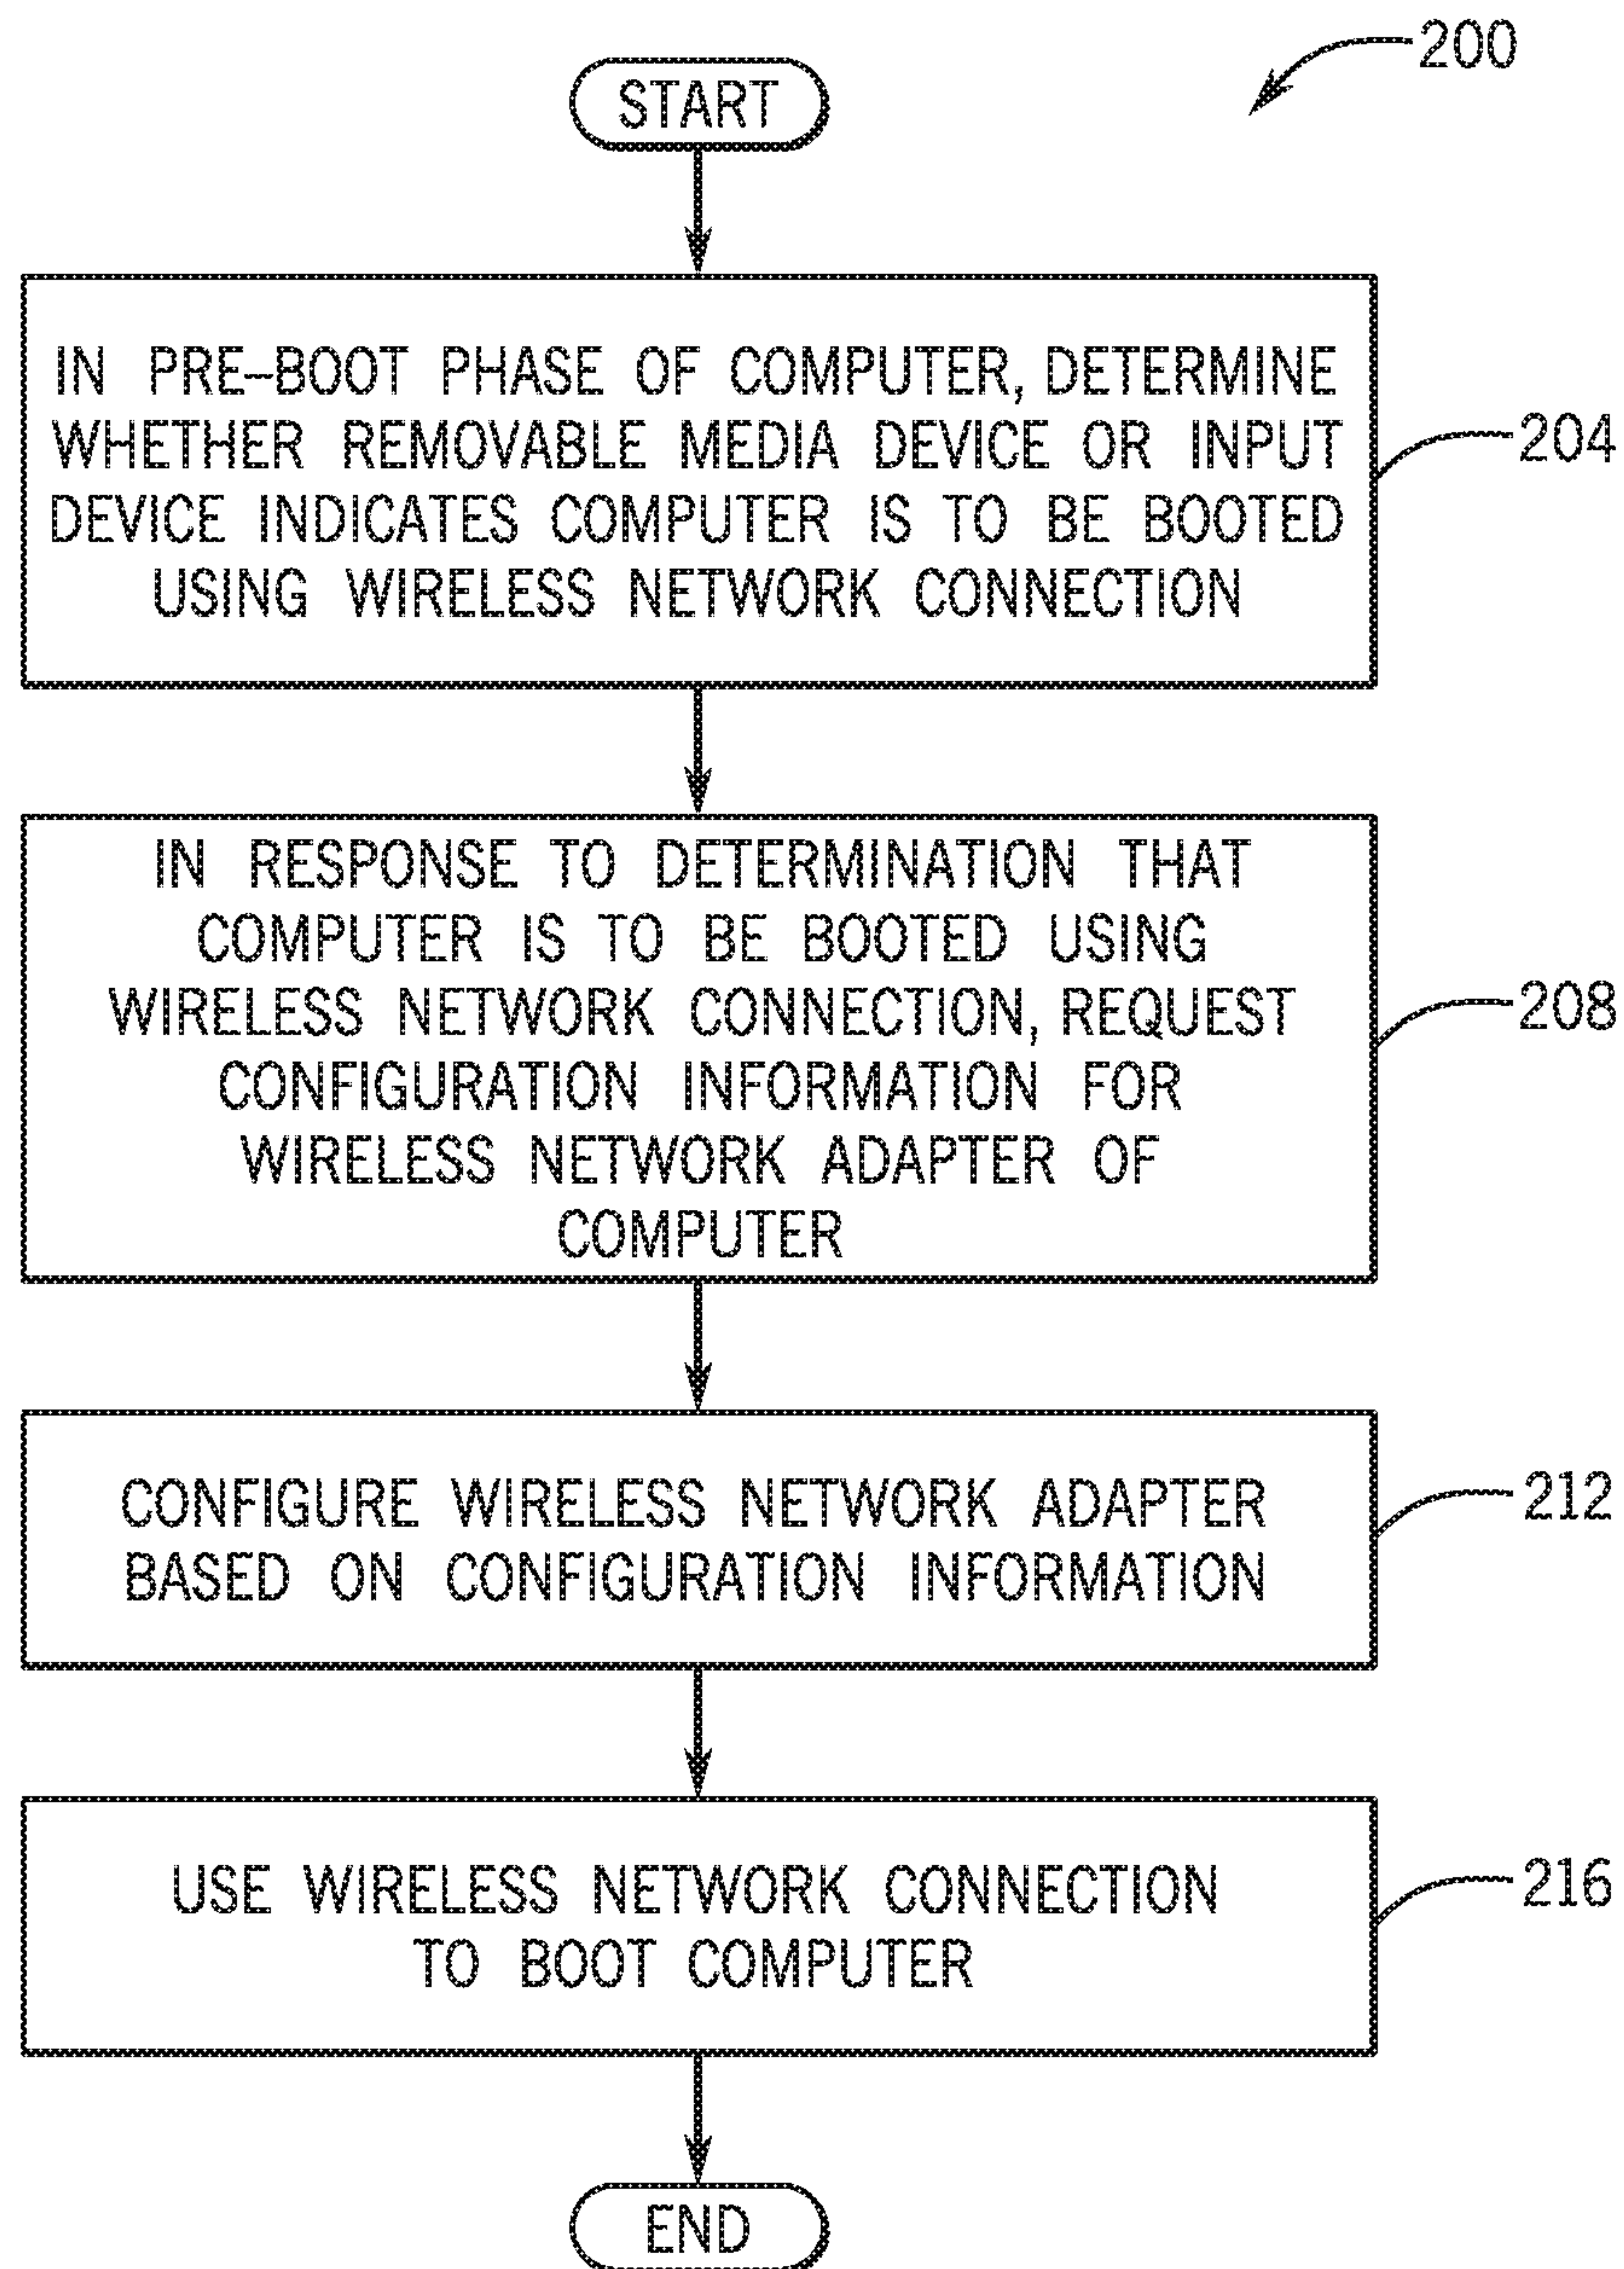 200
START
IN PRE-BOOT PHASE OF COMPUTER, DETERMINE
WHETHER REMOVABLE MEDIA DEVICE OR INPUT
DEVICE INDICATES COMPUTER IS TO BE BOOTED
USING WIRELESS NETWORK CONNECTION
204
IN RESPONSE TO DETERMINATION THAT
COMPUTER IS TO BE BOOTED USING
WIRELESS NETWORK CONNECTION, REQUEST
CONFIGURATION INFORMATION FOR
WIRELESS NETWORK ADAPTER OF
COMPUTER
208
CONFIGURE WIRELESS NETWORK ADAPTER
BASED ON CONFIGURATION INFORMATION
212
USE WIRELESS NETWORK CONNECTION
TO BOOT COMPUTER
216
END